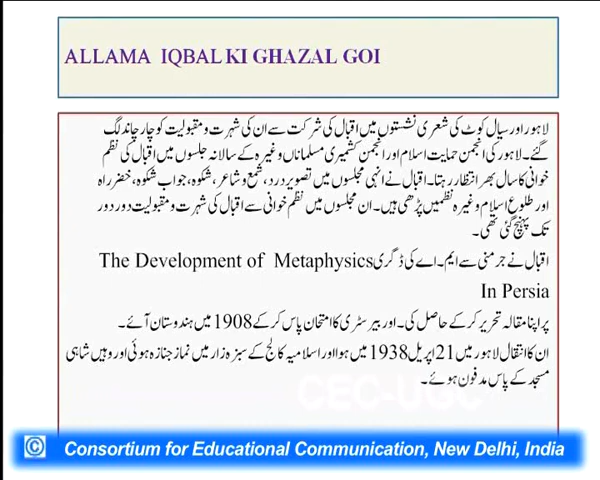 ALLAMA IQBAL KI GHAZAL GOI
لاہور اور سیال کوٹ کی شعری نشستوں میں اقبال کی شرکت سے ان کی شہرت و مقبولیت کو چار چاند لگ
گئے۔ لاہور کی انجمن حمایت اسلام اور انجمن کشمیری مسلماناں وغیرہ کے سالانہ جلسوں میں اقبال کی نظم
خوانی کا سال بھر انتظار رہتا۔ اقبال نے انہی مجلسوں میں تصویر درد، شمع و شاعر، شکوہ، جواب شکوہ، خضر راہ
اور طلوع اسلام وغیرہ نظمیں پڑھی ہیں۔ ان مجلسوں میں نظم خوانی سے اقبال کی شہرت و مقبولیت دور دور
تک پہنچ گئی تھی۔
اقبال نے جرمنی سے ایم۔ اے کی ڈگری The Development of Metaphysics
In Persia
پر اپنا مقالہ تحریر کر کے حاصل کی۔ اور بیرسٹری کا امتحان پاس کر کے 1908 میں ہندوستان آئے۔
ان کا انتقال لاہور میں 21 اپریل 1938 میں ہوا اور اسلامیہ کالج کے سبزہ زار میں نماز جنازہ ہوئی اور وہیں شاہی
مسجد کے پاس مدفون ہوئے۔
CEC-UGC
© Consortium for Educational Communication, New Delhi, India